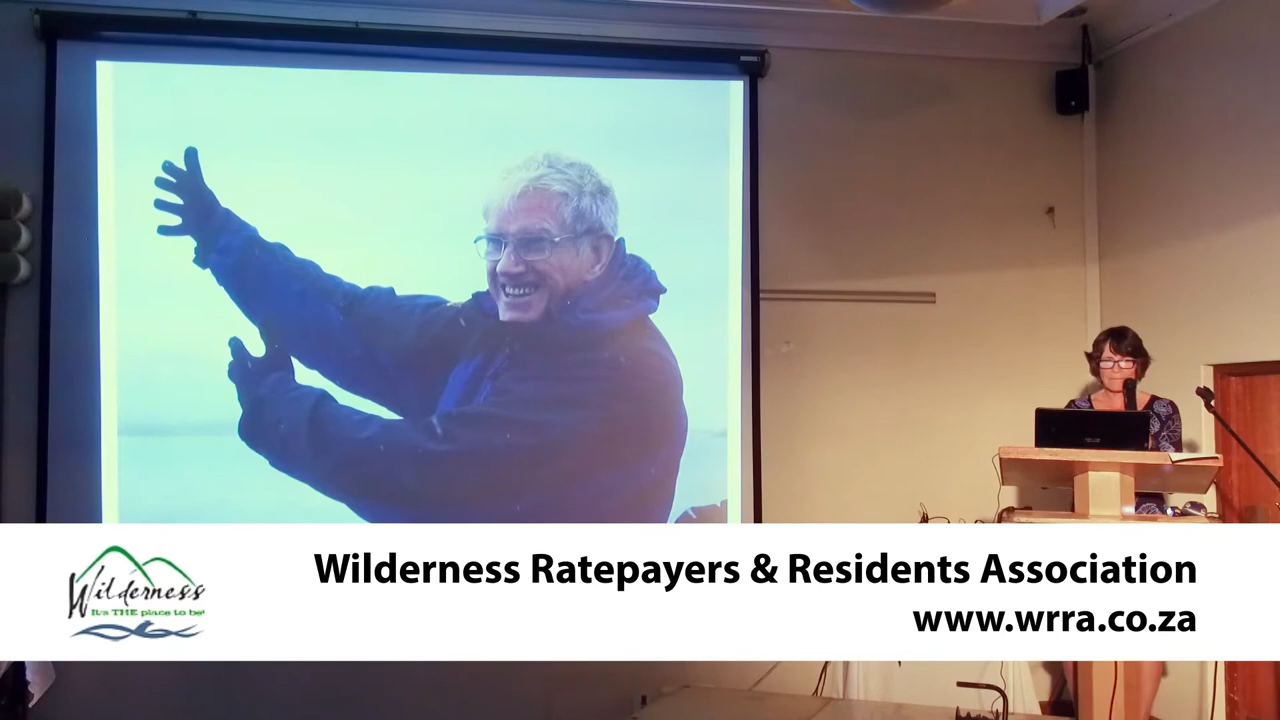 Wilderness Ratepayers & Residents Association
www.wrra.co.za
Wilderness
It's THE place to be!